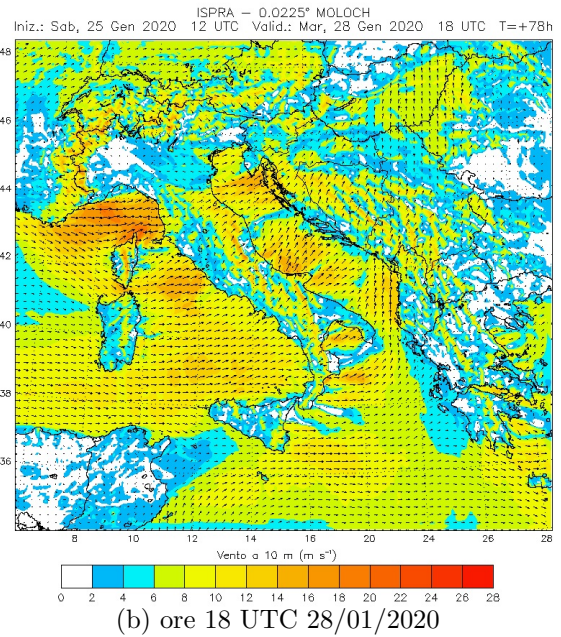 ISPRA – 0.0225° MOLOCH
Iniz.: Sab, 25 Gen 2020 12 UTC Valid.: Mar, 28 Gen 2020 18 UTC T=+78h
48
46
44
42
40
38
36
8 10 12 14 16 18 20 22 24 26 28
Vento a 10 m (m s⁻¹)
0 2 4 6 8 10 12 14 16 18 20 22 24 26 28
(b) ore 18 UTC 28/01/2020